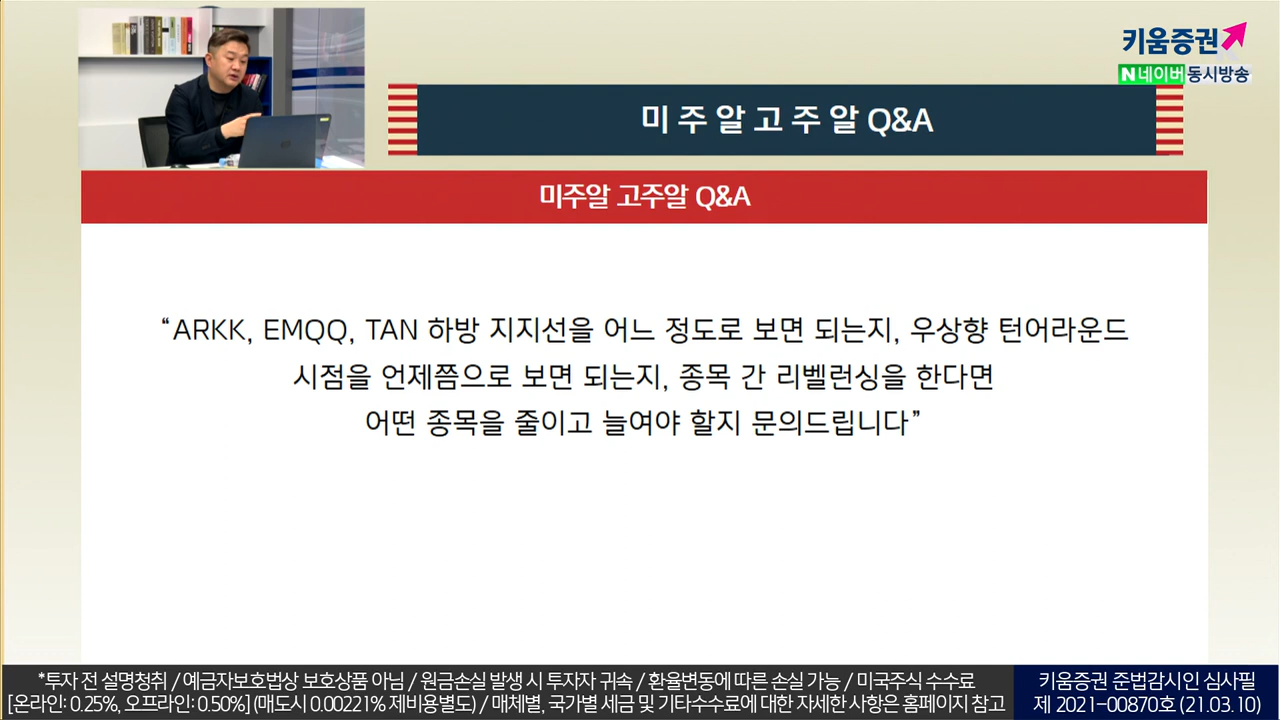 키움증권
N 네이버 동시방송
미 주 알 고 주 알 Q&A
미주알 고주알 Q&A
“ARKK, EMQQ, TAN 하방 지지선을 어느 정도로 보면 되는지, 우상향 턴어라운드
시점을 언제쯤으로 보면 되는지, 종목 간 리벨런싱을 한다면
어떤 종목을 줄이고 늘여야 할지 문의드립니다”
*투자 전 설명청취 / 예금자보호법상 보호상품 아님 / 원금손실 발생 시 투자자 귀속 / 환율변동에 따른 손실 가능 / 미국주식 수수료
[온라인: 0.25%, 오프라인: 0.50%] (매도시 0.00221% 제비용별도) / 매체별, 국가별 세금 및 기타수수료에 대한 자세한 사항은 홈페이지 참고
키움증권 준법감시인 심사필
제 2021-00870호 (21.03.10)